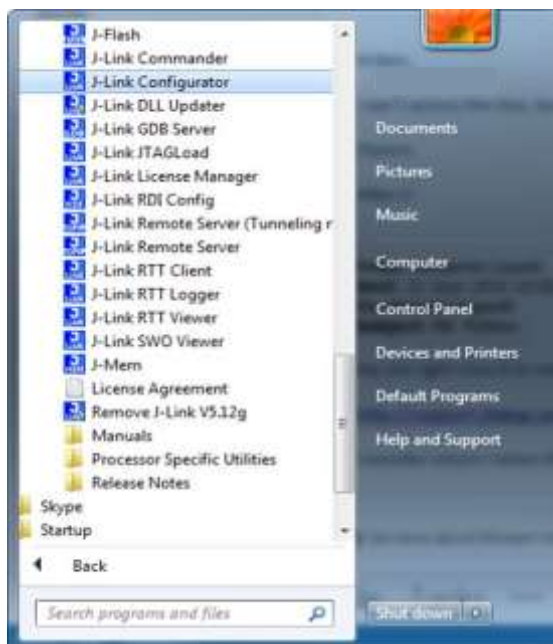 J-Flash
J-Link Commander
J-Link Configurator
J-Link DLL Updater
J-Link GDB Server
J-Link JTAGLoad
J-Link License Manager
J-Link RDI Config
J-Link Remote Server (Tunneling r
J-Link Remote Server
J-Link RTT Client
J-Link RTT Logger
J-Link RTT Viewer
J-Link SWO Viewer
J-Mem
License Agreement
Remove J-Link V5.12g
Manuals
Processor Specific Utilities
Release Notes
Skype
Startup
Back
Search programs and files
Documents
Pictures
Music
Computer
Control Panel
Devices and Printers
Default Programs
Help and Support
Shut down